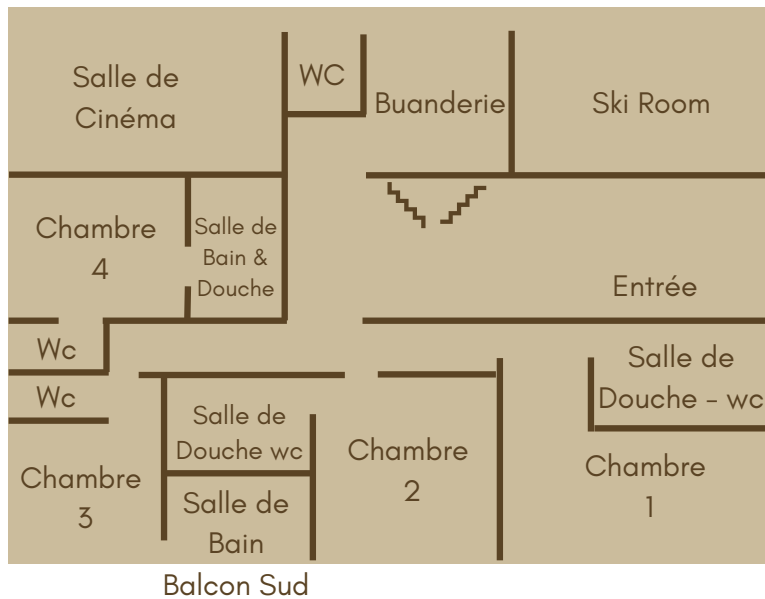 Salle de
Cinéma
WC
Buanderie
Ski Room
Chambre
4
Salle de
Bain &
Douche
Entrée
Wc
Wc
Salle de
Douche - wc
Salle de
Douche wc
Chambre
2
Chambre
1
Chambre
3
Salle de
Bain
Balcon Sud